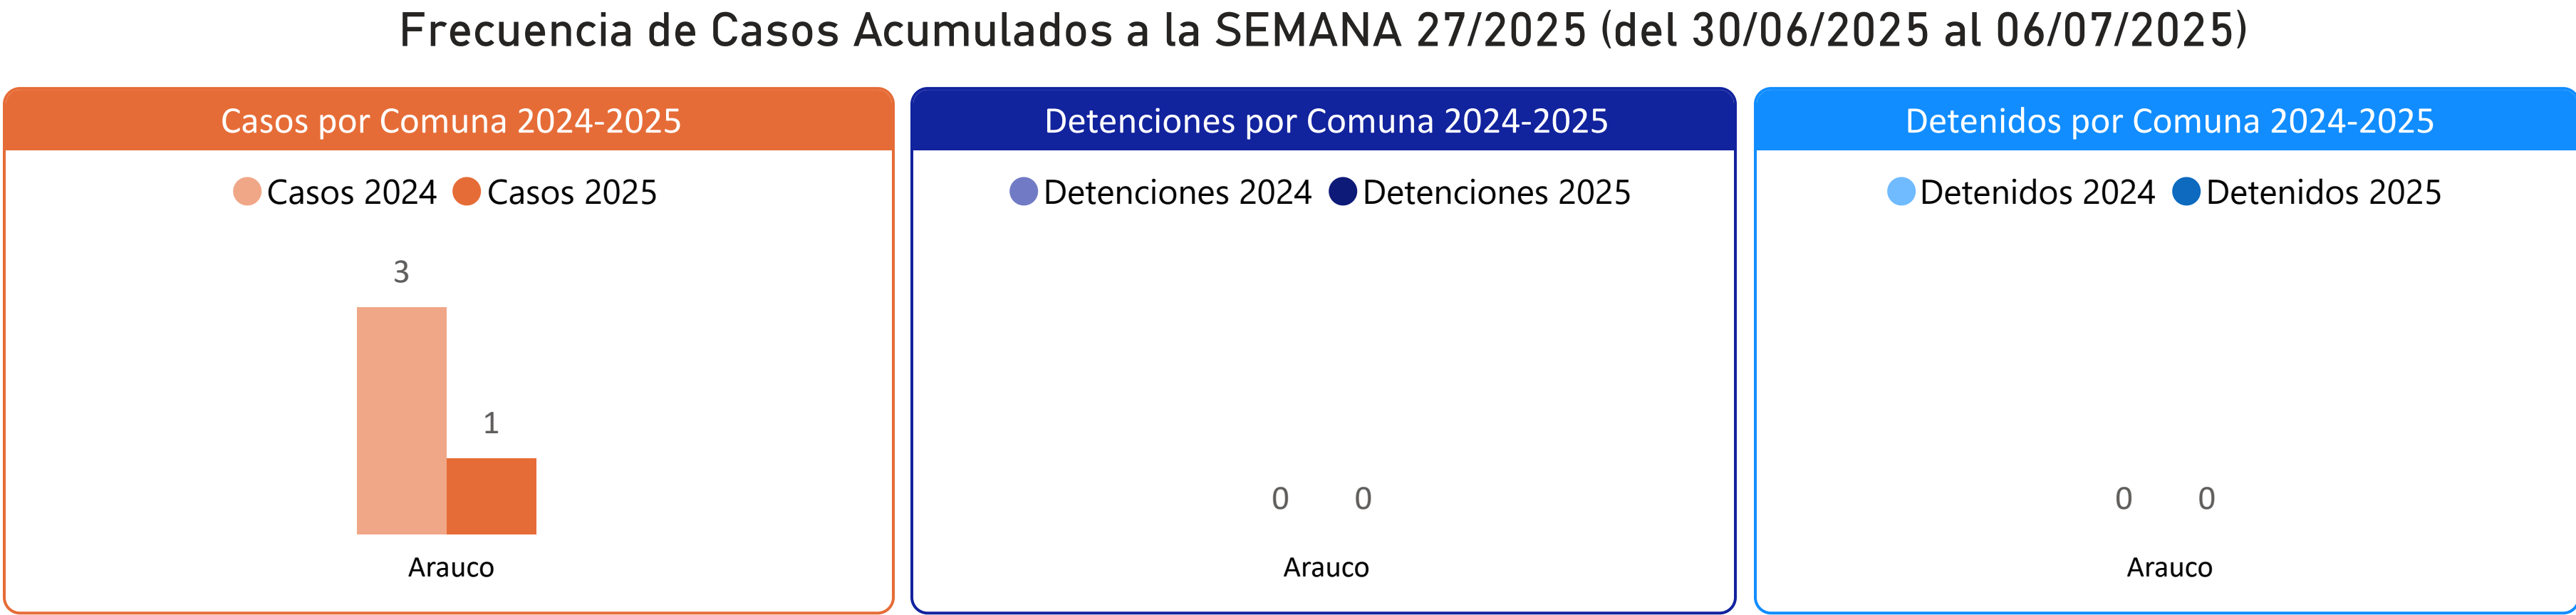 Frecuencia de Casos Acumulados a la SEMANA 27/2025 (del 30/06/2025 al 06/07/2025)
Casos por Comuna 2024-2025
Casos 2024 Casos 2025
3
1
Arauco
Detenciones por Comuna 2024-2025
Detenciones 2024 Detenciones 2025
0 0
Arauco
Detenidos por Comuna 2024-2025
Detenidos 2024 Detenidos 2025
0 0
Arauco